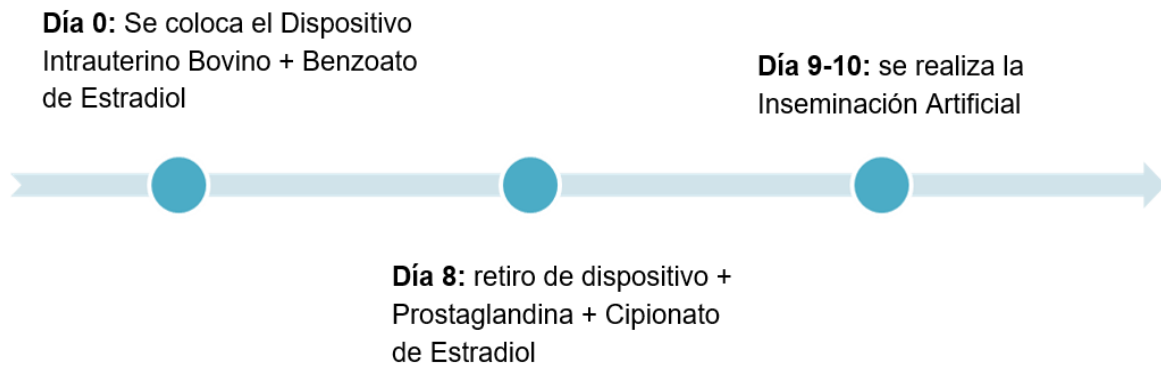 Día 0: Se coloca el Dispositivo
Intrauterino Bovino + Benzoato
de Estradiol
Día 8: retiro de dispositivo +
Prostaglandina + Cipionato
de Estradiol
Día 9-10: se realiza la
Inseminación Artificial